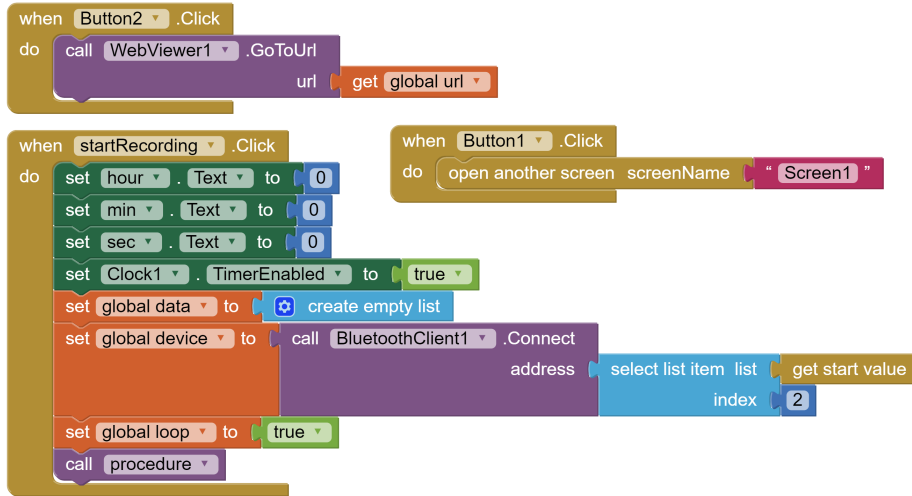 when Button2 .Click
do call WebViewer1 .GoToUrl
url get global url
when startRecording .Click
do set hour . Text to 0
set min . Text to 0
set sec . Text to 0
set Clock1 . TimerEnabled to true
set global data to create empty list
set global device to call BluetoothClient1 .Connect
address select list item list get start value
index 2
set global loop to true
call procedure
when Button1 .Click
do open another screen screenName “ Screen1 ”